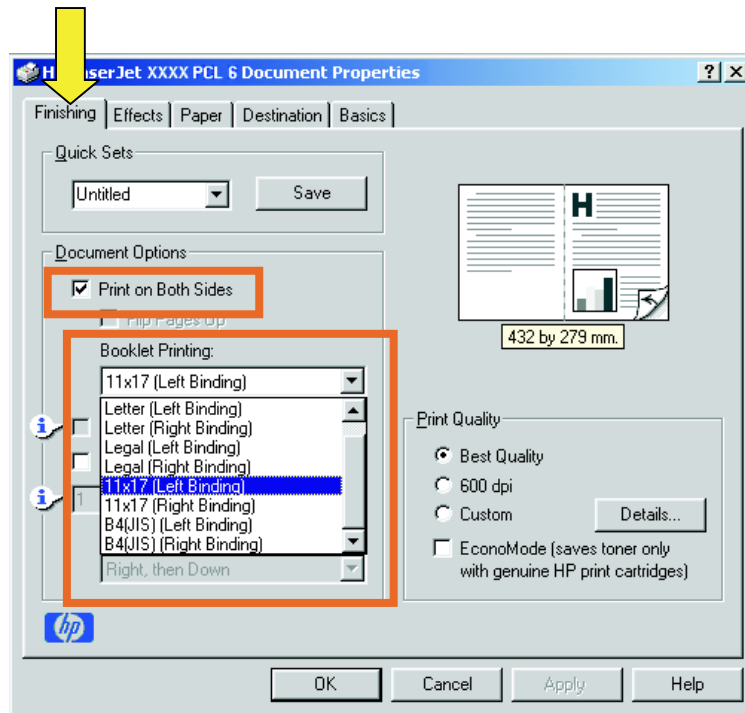 H aserJet XXXX PCL 6 Document Properties
Finishing Effects Paper Destination Basics
Quick Sets
Untitled Save
Document Options
Print on Both Sides
Flip Pages Up
Booklet Printing:
11x17 (Left Binding)
Letter (Left Binding)
Letter (Right Binding)
Legal (Left Binding)
Legal (Right Binding)
11x17 (Left Binding)
11x17 (Right Binding)
B4(JIS) (Left Binding)
B4(JIS) (Right Binding)
1
Right, then Down
H
432 by 279 mm.
Print Quality
Best Quality
600 dpi
Custom Details...
EconoMode (saves toner only
with genuine HP print cartridges)
hp
OK Cancel Apply Help